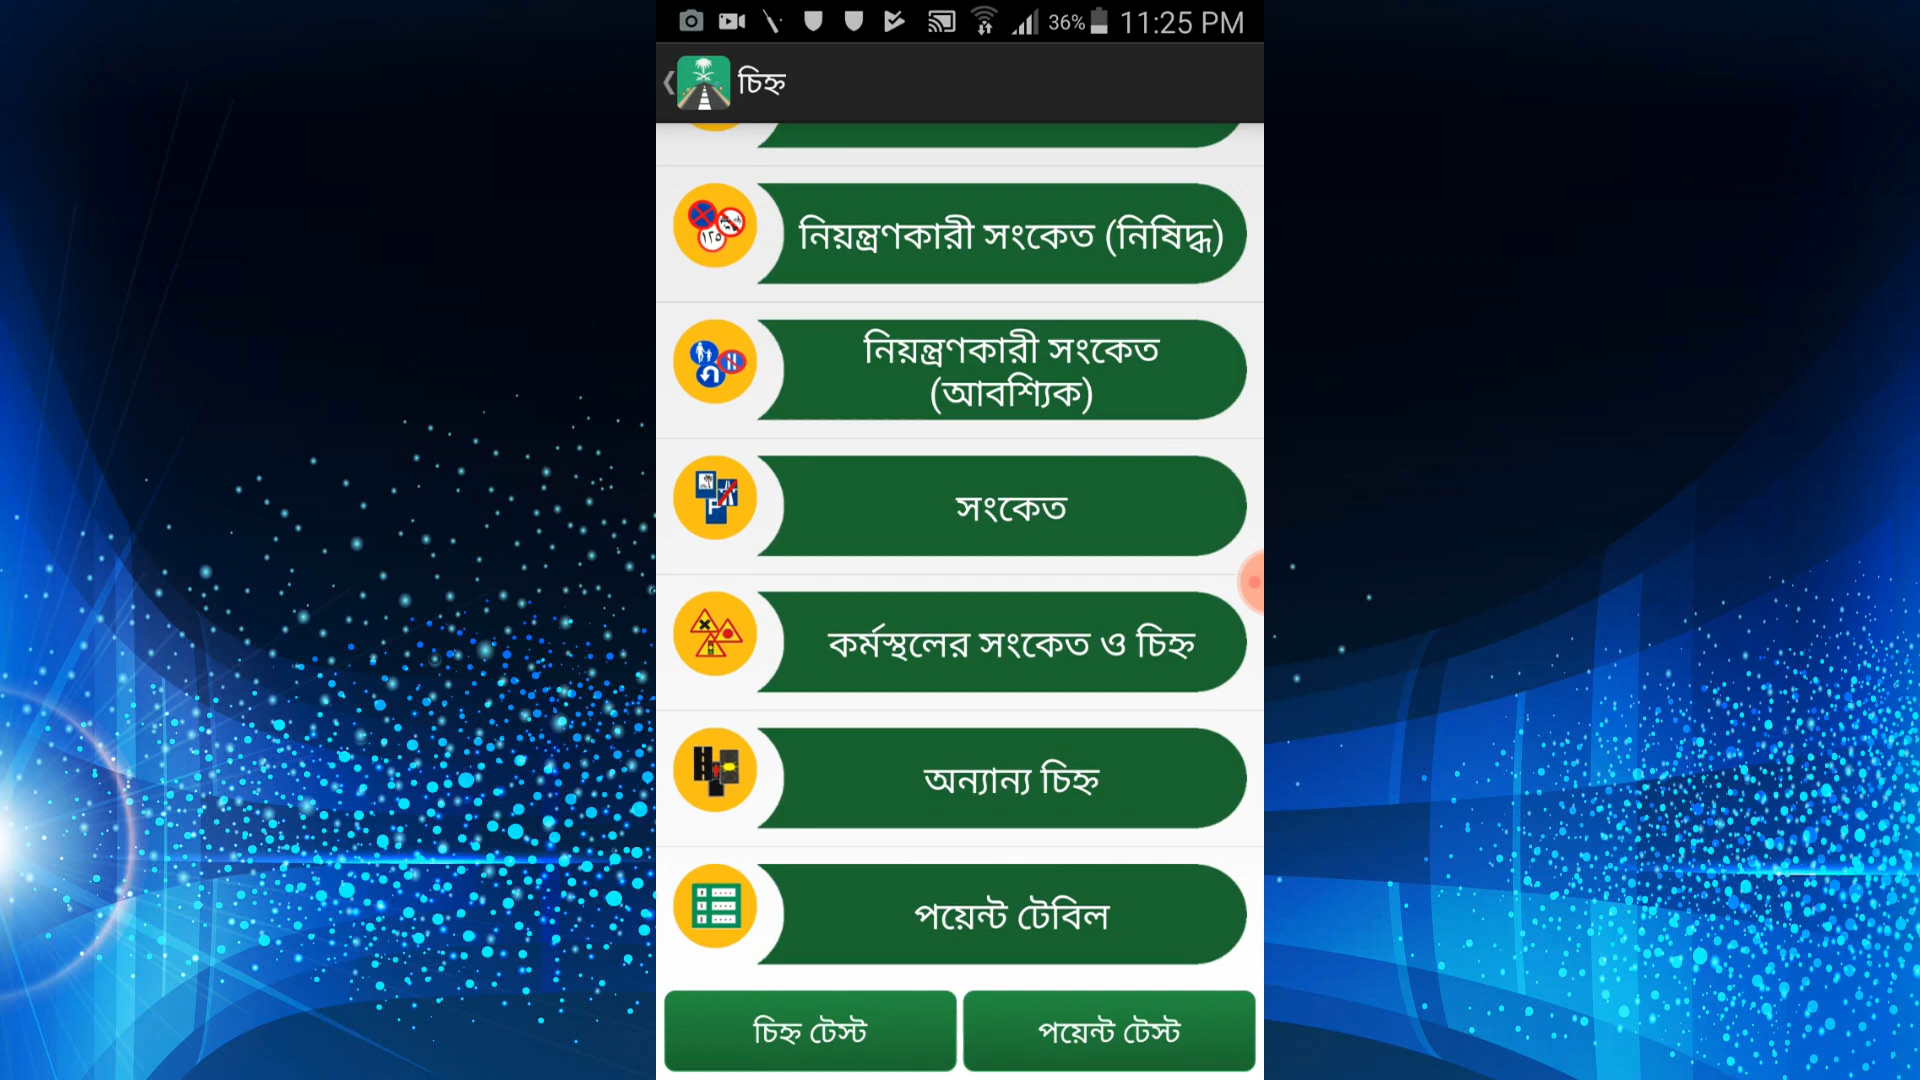 36% 11:25 PM
চিহ্ন
নিয়ন্ত্রণকারী সংকেত (নিষিদ্ধ)
নিয়ন্ত্রণকারী সংকেত
(আবশ্যিক)
সংকেত
কর্মস্থলের সংকেত ও চিহ্ন
অন্যান্য চিহ্ন
পয়েন্ট টেবিল
চিহ্ন টেস্ট
পয়েন্ট টেস্ট